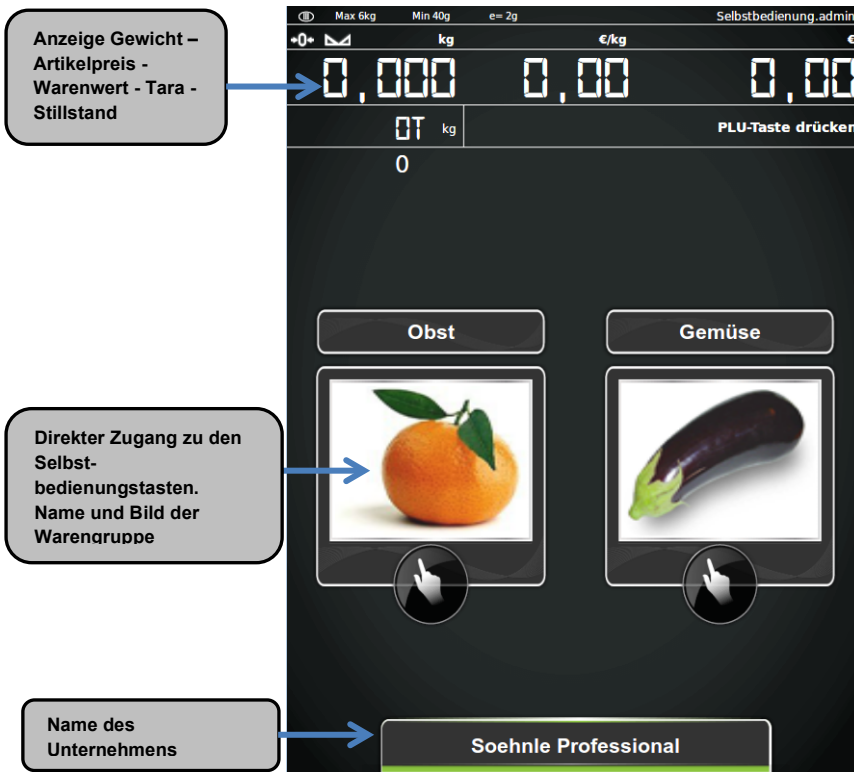 Anzeige Gewicht –
Artikelpreis -
Warenwert - Tara -
Stillstand
Max 6kg Min 40g e= 2g Selbstbedienung.admin
→0← kg €/kg €
0,000 0,00 0,00
0T kg PLU-Taste drücken
0
Obst Gemüse
Direkter Zugang zu den
Selbst-
bedienungstasten.
Name und Bild der
Warengruppe
Name des
Unternehmens
Soehnle Professional